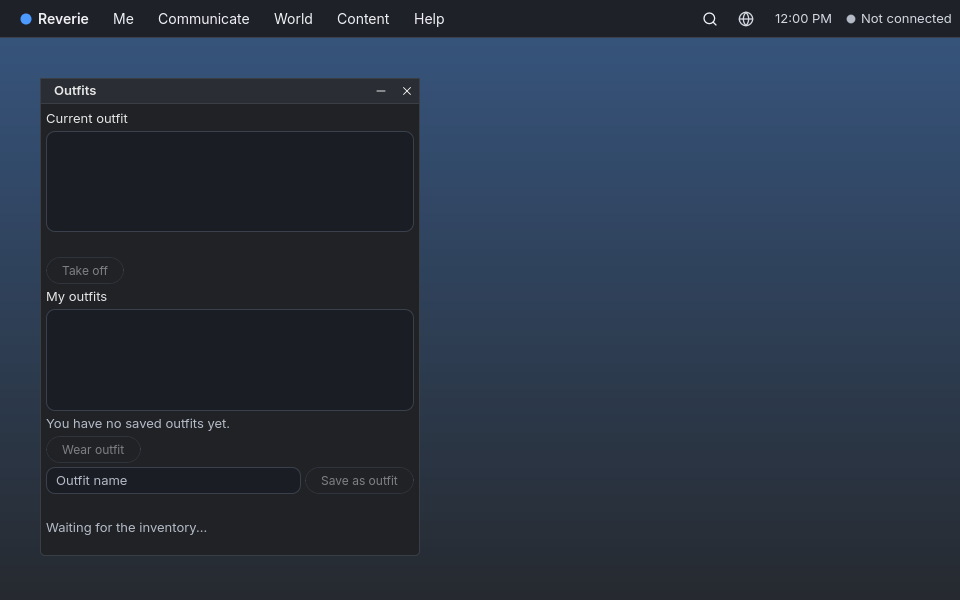 Reverie Me Communicate World Content Help 12:00 PM Not connected
Outfits
Current outfit
Take off
My outfits
You have no saved outfits yet.
Wear outfit
Outfit name Save as outfit
Waiting for the inventory...